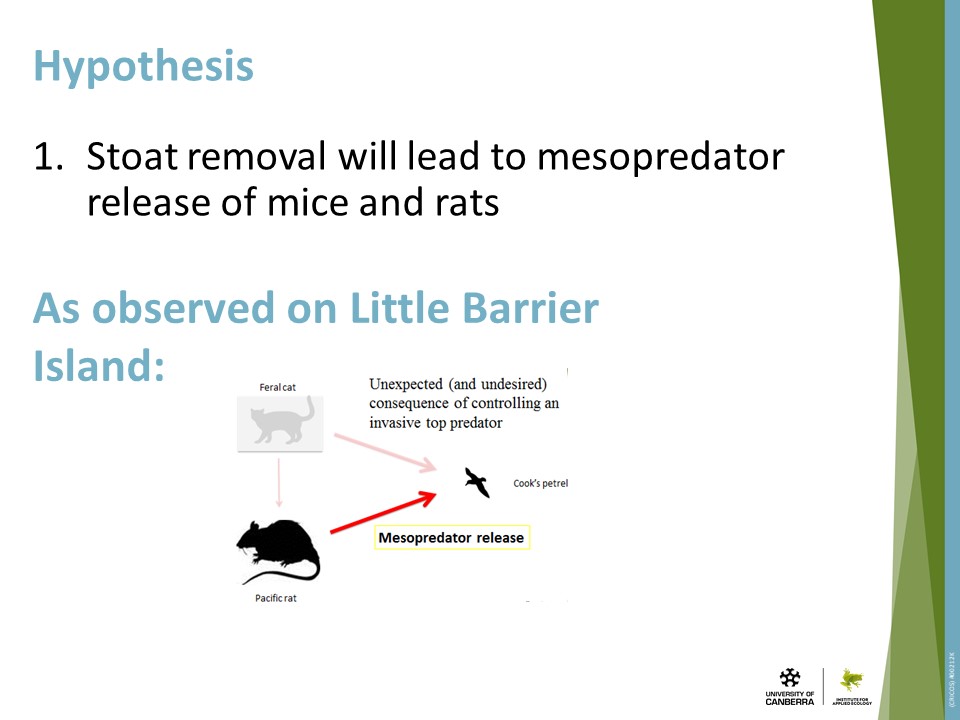 Hypothesis
1. Stoat removal will lead to mesopredator
release of mice and rats
As observed on Little Barrier
Island:
Feral cat
Unexpected (and undesired)
consequence of controlling an
invasive top predator
Cook's petrel
Mesopredator release
Pacific rat
UNIVERSITY OF
CANBERRA
INSTITUTE FOR
APPLIED ECOLOGY